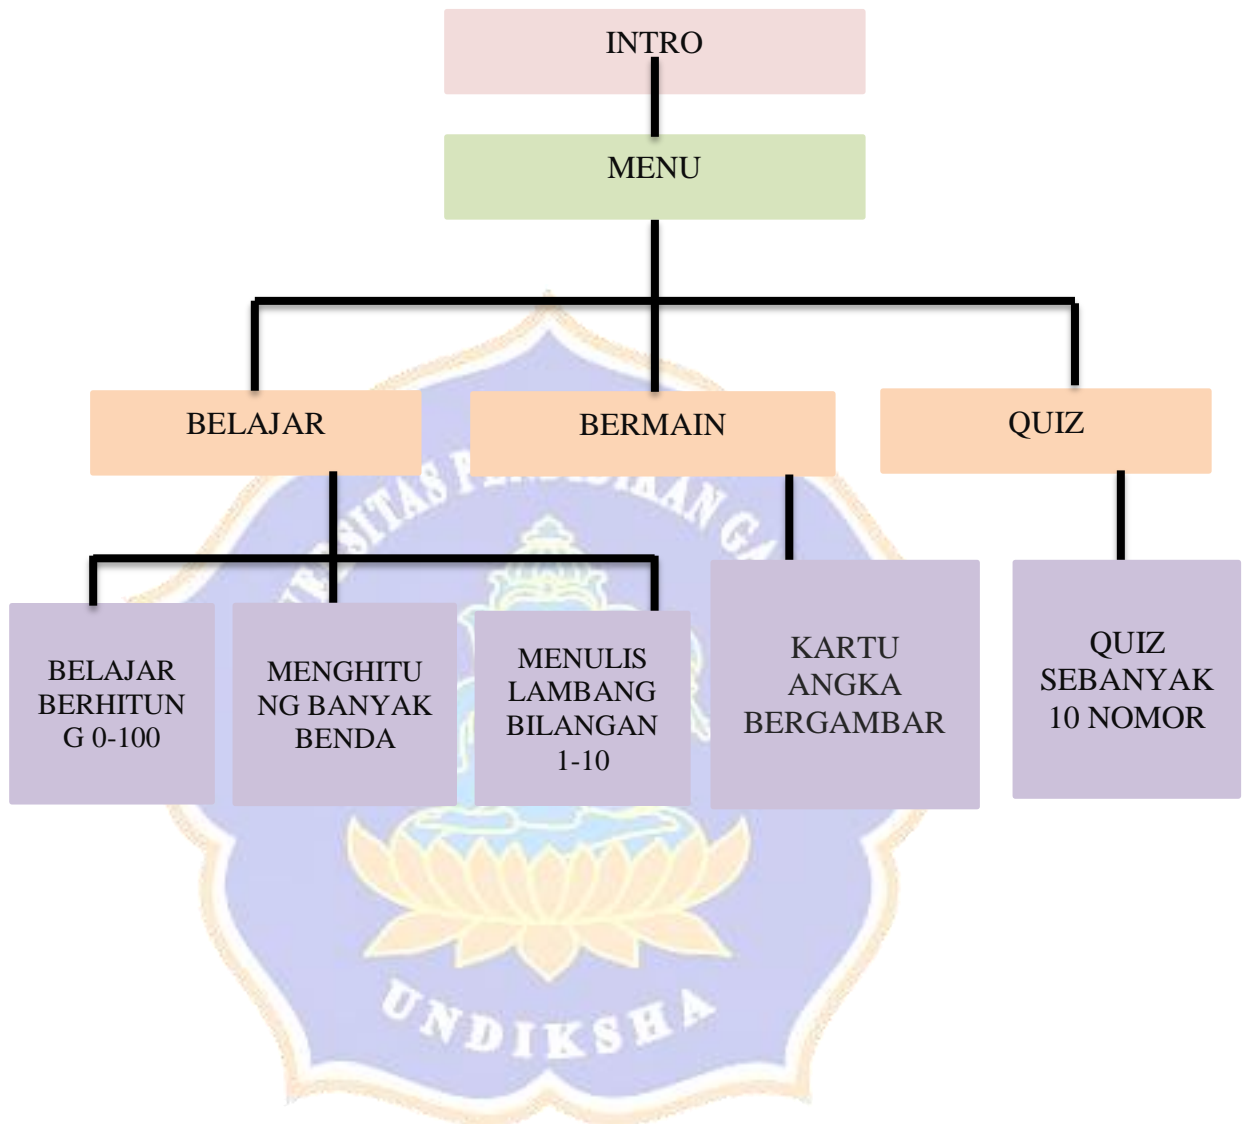 INTRO
MENU
BELAJAR
BERMAIN
QUIZ
BELAJAR
BERHITUN
G 0-100
MENGHITU
NG BANYAK
BENDA
MENULIS
LAMBANG
BILANGAN
1-10
KARTU
ANGKA
BERGAMBAR
QUIZ
SEBANYAK
10 NOMOR
UNDIKSHA